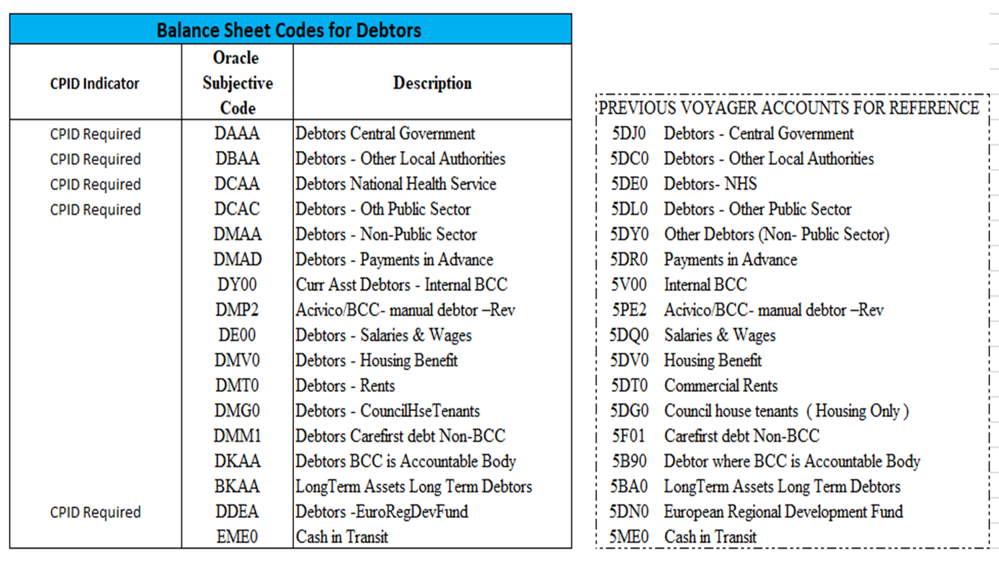 Balance Sheet Codes for Debtors
CPID Indicator Oracle Subjective Code Description
PREVIOUS VOYAGER ACCOUNTS FOR REFERENCE
CPID Required DAAA Debtors Central Government 5DJ0 Debtors - Central Government
CPID Required DBAA Debtors - Other Local Authorities 5DC0 Debtors - Other Local Authorities
CPID Required DCAA Debtors National Health Service 5DE0 Debtors- NHS
CPID Required DCAC Debtors - Oth Public Sector 5DL0 Debtors - Other Public Sector
DMAA Debtors - Non-Public Sector 5DY0 Other Debtors (Non- Public Sector)
DMAD Debtors - Payments in Advance 5DR0 Payments in Advance
DY00 Curr Asst Debtors - Internal BCC 5V00 Internal BCC
DMP2 Acivico/BCC- manual debtor –Rev 5PE2 Acivico/BCC- manual debtor –Rev
DE00 Debtors - Salaries & Wages 5DQ0 Salaries & Wages
DMV0 Debtors - Housing Benefit 5DV0 Housing Benefit
DMT0 Debtors - Rents 5DT0 Commercial Rents
DMG0 Debtors - CouncilHseTenants 5DG0 Council house tenants ( Housing Only )
DMM1 Debtors Carefirst debt Non-BCC 5F01 Carefirst debt Non-BCC
DKAA Debtors BCC is Accountable Body 5B90 Debtor where BCC is Accountable Body
BKAA LongTerm Assets Long Term Debtors 5BA0 LongTerm Assets Long Term Debtors
CPID Required DDEA Debtors -EuroRegDevFund 5DN0 European Regional Development Fund
EME0 Cash in Transit 5ME0 Cash in Transit